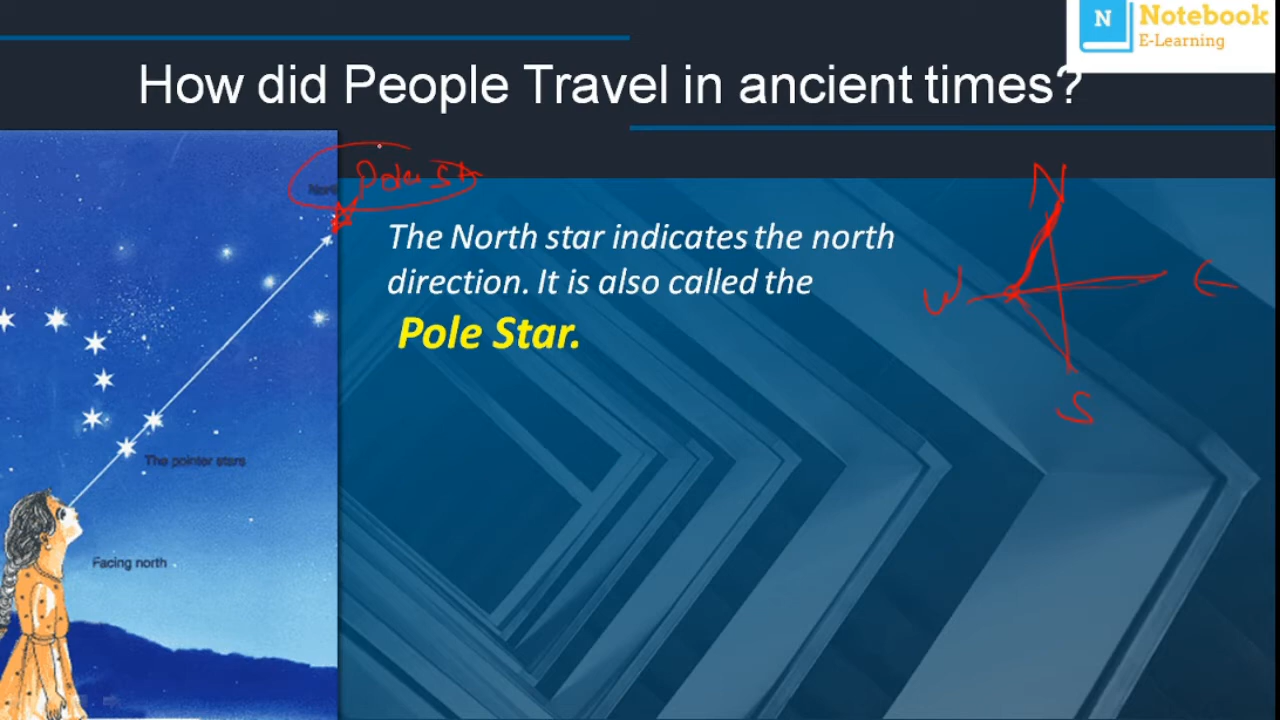 N
Notebook
E-Learning
How did People Travel in ancient times?
Pole
The North star indicates the north
direction. It is also called the
Pole Star.
N
W
E
S
The pointer stars
Facing north